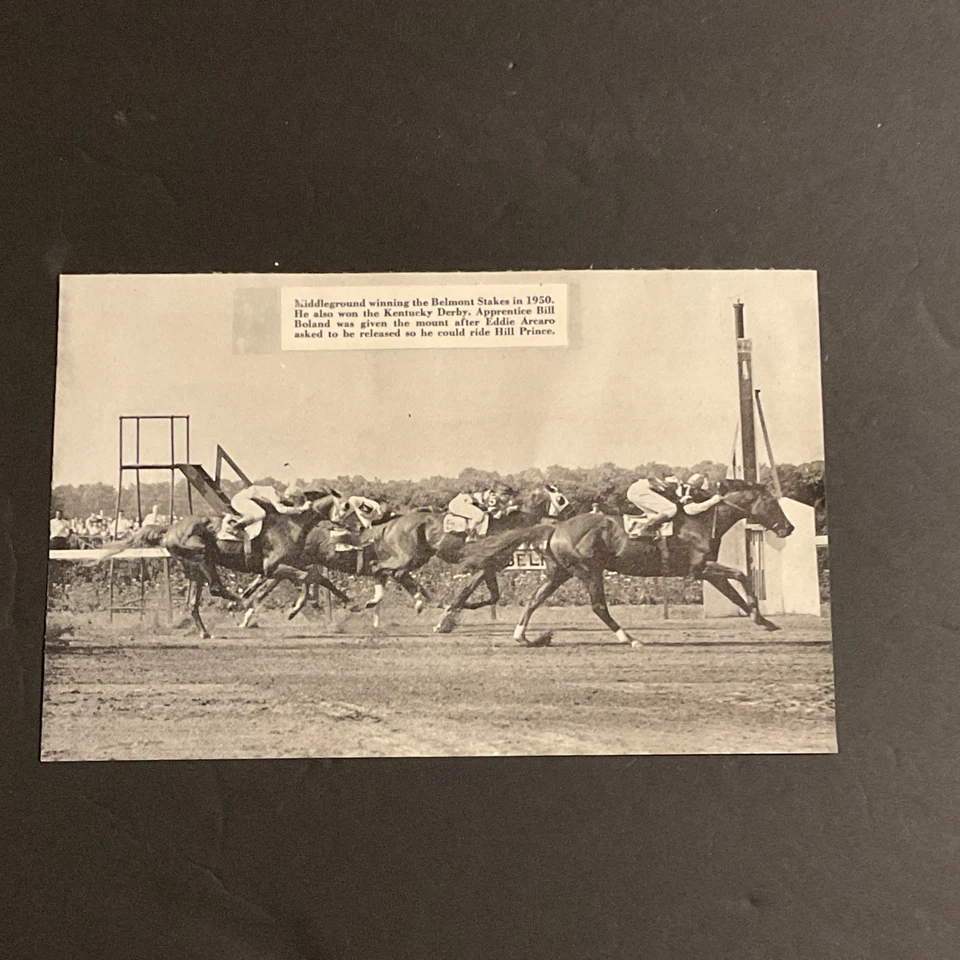 Middleground winning the Belmont Stakes in 1950.
He also won the Kentucky Derby. Apprentice Bill
Boland was given the mount after Eddie Arcaro
asked to be released so he could ride Hill Prince.
BEL